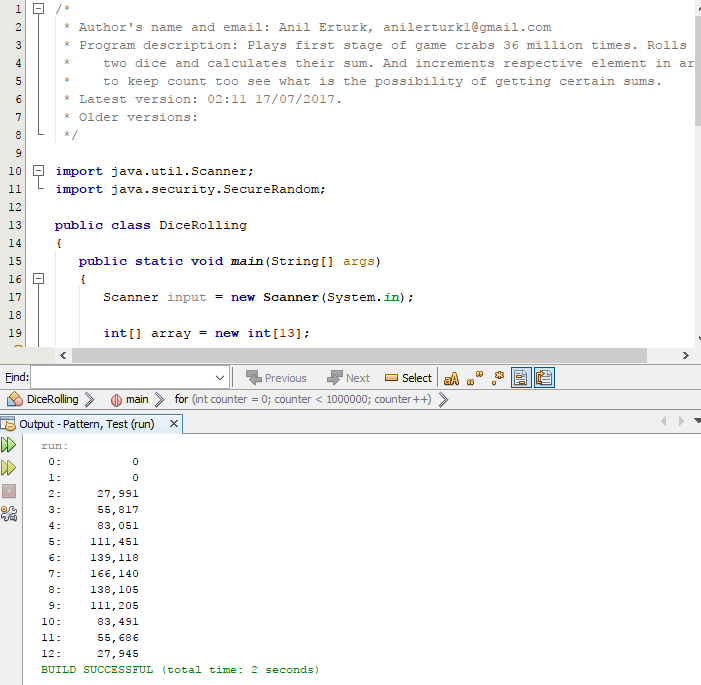 1 /*
2 * Author's name and email: Anil Erturk, anilerturk1@gmail.com
3 * Program description: Plays first stage of game crabs 36 million times. Rolls
4 * two dice and calculates their sum. And increments respective element in ar
5 * to keep count too see what is the possibility of getting certain sums.
6 * Latest version: 02:11 17/07/2017.
7 * Older versions:
8 */
9
10 import java.util.Scanner;
11 import java.security.SecureRandom;
12
13 public class DiceRolling
14 {
15 public static void main(String[] args)
16 {
17 Scanner input = new Scanner(System.in);
18
19 int[] array = new int[13];
Find: Previous Next Select
DiceRolling main for (int counter = 0; counter < 1000000; counter++)
Output - Pattern, Test (run)
run:
0: 0
1: 0
2: 27,991
3: 55,817
4: 83,051
5: 111,451
6: 139,118
7: 166,140
8: 138,105
9: 111,205
10: 83,491
11: 55,686
12: 27,945
BUILD SUCCESSFUL (total time: 2 seconds)